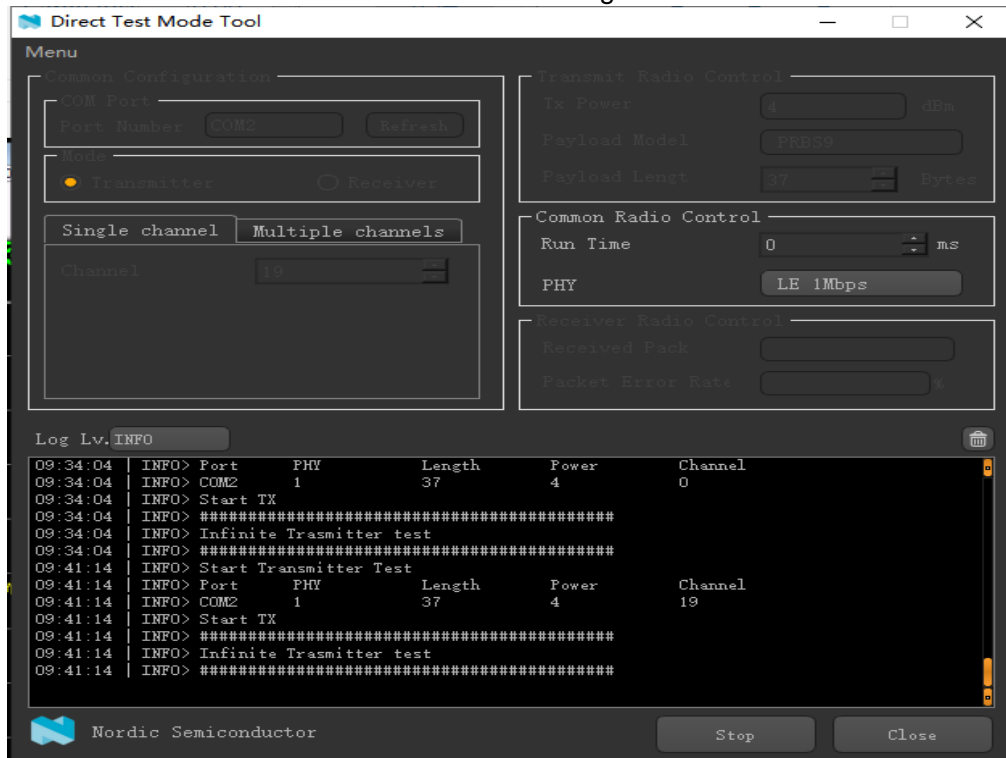 Direct Test Mode Tool
Menu
Common Configuration
COM Port
Port Number COM2 Refresh
Mode
Transmitter Receiver
Single channel Multiple channels
Channel 19
Transmit Radio Control
Tx Power 4 dBm
Payload Model PRBS9
Payload Lengt 37 Bytes
Common Radio Control
Run Time 0 ms
PHY LE 1Mbps
Receiver Radio Control
Received Pack
Packet Error Rate %
Log Lv. INFO
09:34:04 | INFO> Port PHY Length Power Channel
09:34:04 | INFO> COM2 1 37 4 0
09:34:04 | INFO> Start TX
09:34:04 | INFO> ##########################################
09:34:04 | INFO> Infinite Trasmitter test
09:34:04 | INFO> ##########################################
09:41:14 | INFO> Start Transmitter Test
09:41:14 | INFO> Port PHY Length Power Channel
09:41:14 | INFO> COM2 1 37 4 19
09:41:14 | INFO> Start TX
09:41:14 | INFO> ##########################################
09:41:14 | INFO> Infinite Trasmitter test
09:41:14 | INFO> ##########################################
Nordic Semiconductor
Stop Close